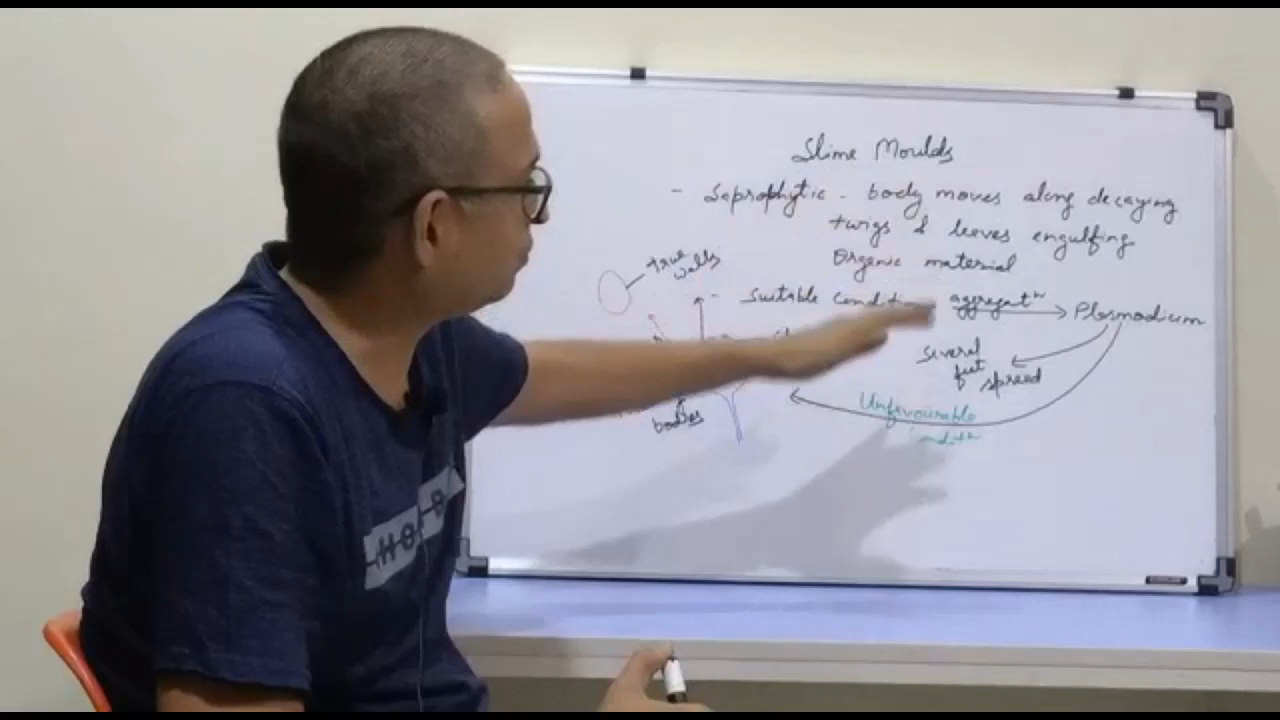 Slime Moulds
- Saprophytic - body moves along decaying
twigs & leaves engulfing
Organic material
true walls
- Suitable
aggregatn
Plasmodium
Several
feet
spread
Unfavourable
bodies